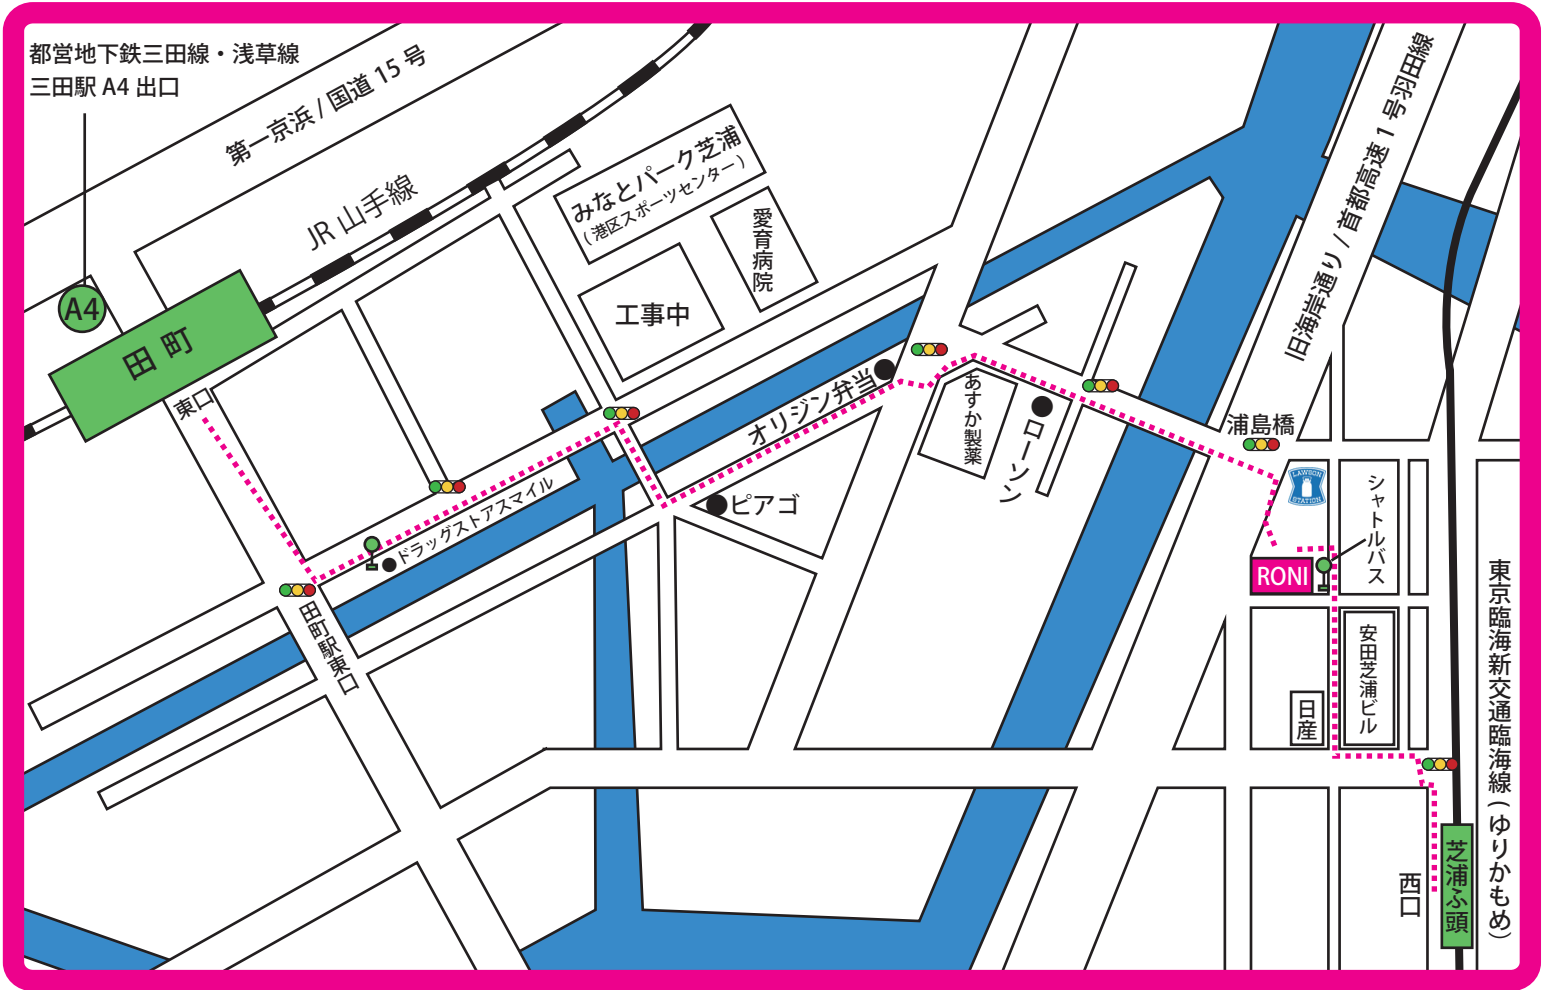 都営地下鉄三田線・浅草線
三田駅 A4 出口
第一京浜 / 国道 15 号
JR 山手線
A4
田町
東口
みなとパーク芝浦
(港区スポーツセンター)
愛育病院
工事中
オリジン弁当
ドラッグストアスマイル
田町駅東口
ピアゴ
あすか製薬
ローソン
旧海岸通り / 首都高速 1 号羽田線
浦島橋
LAWSON
STATION
シャトルバス
RONI
安田芝浦ビル
日産
西口
芝浦ふ頭
東京臨海新交通臨海線 (ゆりかもめ)